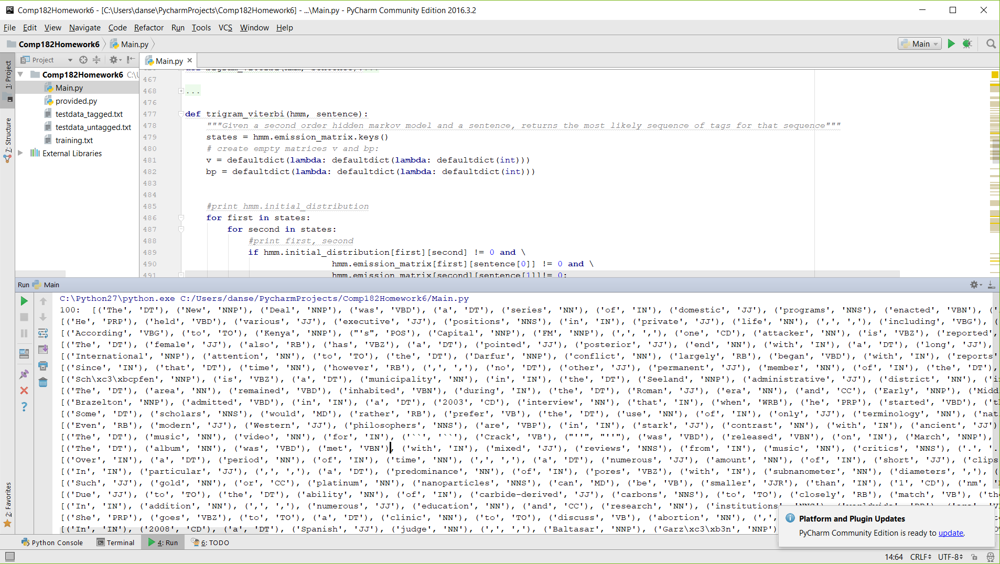 Comp182Homework6 - [C:\Users\danse\PycharmProjects\Comp182Homework6] - ...\Main.py - PyCharm Community Edition 2016.3.2
File Edit View Navigate Code Refactor Run Tools VCS Window Help
Comp182Homework6 Main.py Main
Project Main.py
1: Project
7: Structure
2: Favorites
Comp182Homework6 C:\U
Main.py
provided.py
testdata_tagged.txt
testdata_untagged.txt
training.txt
External Libraries
467
468 ...
476
477 def trigram_viterbi(hmm, sentence):
478 """Given a second order hidden markov model and a sentence, returns the most likely sequence of tags for that sequence"""
479 states = hmm.emission_matrix.keys()
480 # create empty matrices v and bp:
481 v = defaultdict(lambda: defaultdict(lambda: defaultdict(int)))
482 bp = defaultdict(lambda: defaultdict(lambda: defaultdict(int)))
483
484
485 #print hmm.initial_distribution
486 for first in states:
487 for second in states:
488 #print first, second
489 if hmm.initial_distribution[first][second] != 0 and \
490 hmm.emission_matrix[first][sentence[0]] != 0 and \
491 hmm.emission_matrix[second][sentence[1]]!= 0:
Run Main
C:\Python27\python.exe C:/Users/danse/PycharmProjects/Comp182Homework6/Main.py
100: [('The', 'DT'), ('New', 'NNP'), ('Deal', 'NNP'), ('was', 'VBD'), ('a', 'DT'), ('series', 'NN'), ('of', 'IN'), ('domestic', 'JJ'), ('programs', 'NNS'), ('enacted', 'VBN'), ('
[('He', 'PRP'), ('held', 'VBD'), ('various', 'JJ'), ('executive', 'JJ'), ('positions', 'NNS'), ('in', 'IN'), ('private', 'JJ'), ('life', 'NN'), (',', ','), ('including', 'VBG'), (
[('According', 'VBG'), ('to', 'TO'), ('Kenya', 'NNP'), ("'s", 'POS'), ('Capital', 'NNP'), ('FM', 'NNP'), (',', ','), ('one', 'CD'), ('attacker', 'NN'), ('is', 'VBZ'), ('reported',
[('The', 'DT'), ('female', 'JJ'), ('also', 'RB'), ('has', 'VBZ'), ('a', 'DT'), ('pointed', 'JJ'), ('posterior', 'JJ'), ('end', 'NN'), ('with', 'IN'), ('a', 'DT'), ('long', 'JJ'),
[('International', 'NNP'), ('attention', 'NN'), ('to', 'TO'), ('the', 'DT'), ('Darfur', 'NNP'), ('conflict', 'NN'), ('largely', 'RB'), ('began', 'VBD'), ('with', 'IN'), ('reports'
[('Since', 'IN'), ('that', 'DT'), ('time', 'NN'), ('however', 'RB'), (',', ','), ('no', 'DT'), ('other', 'JJ'), ('permanent', 'JJ'), ('member', 'NN'), ('of', 'IN'), ('the', 'DT'),
[('Sch\xc3\xbcpfen', 'NNP'), ('is', 'VBZ'), ('a', 'DT'), ('municipality', 'NN'), ('in', 'IN'), ('the', 'DT'), ('Seeland', 'NNP'), ('administrative', 'JJ'), ('district', 'NN'), ('i
[('The', 'DT'), ('area', 'NN'), ('remained', 'VBD'), ('inhabited', 'VBN'), ('during', 'IN'), ('the', 'DT'), ('Roman', 'JJ'), ('era', 'NN'), ('and', 'CC'), ('Early', 'NNP'), ('Midd
[('Brazelton', 'NNP'), ('admitted', 'VBD'), ('in', 'IN'), ('a', 'DT'), ('2003', 'CD'), ('interview', 'NN'), ('that', 'IN'), ('when', 'WRB'), ('he', 'PRP'), ('started', 'VBD'), ('t
[('Some', 'DT'), ('scholars', 'NNS'), ('would', 'MD'), ('rather', 'RB'), ('prefer', 'VB'), ('the', 'DT'), ('use', 'NN'), ('of', 'IN'), ('only', 'JJ'), ('terminology', 'NN'), ('nat
[('Even', 'RB'), ('modern', 'JJ'), ('Western', 'JJ'), ('philosophers', 'NNS'), ('are', 'VBP'), ('in', 'IN'), ('stark', 'JJ'), ('contrast', 'NN'), ('with', 'IN'), ('ancient', 'JJ')
[('The', 'DT'), ('music', 'NN'), ('video', 'NN'), ('for', 'IN'), ('``', '``'), ('Crack', 'VB'), ("''", "''"), ('was', 'VBD'), ('released', 'VBN'), ('on', 'IN'), ('March', 'NNP'),
[('The', 'DT'), ('album', 'NN'), ('was', 'VBD'), ('met', 'VBN'), ('with', 'IN'), ('mixed', 'JJ'), ('reviews', 'NNS'), ('from', 'IN'), ('music', 'NN'), ('critics', 'NNS'), ('.', '.
[('Over', 'IN'), ('a', 'DT'), ('period', 'NN'), ('of', 'IN'), ('time', 'NN'), (',', ','), ('a', 'DT'), ('numerous', 'JJ'), ('amount', 'NN'), ('of', 'IN'), ('short', 'JJ'), ('clips
[('In', 'IN'), ('particular', 'JJ'), (',', ','), ('a', 'DT'), ('predominance', 'NN'), ('of', 'IN'), ('pores', 'VBZ'), ('with', 'IN'), ('subnanometer', 'NN'), ('diameters', ','), (
[('Such', 'JJ'), ('gold', 'NN'), ('or', 'CC'), ('platinum', 'NN'), ('nanoparticles', 'NNS'), ('can', 'MD'), ('be', 'VB'), ('smaller', 'JJR'), ('than', 'IN'), ('1', 'CD'), ('nm', '
[('Due', 'JJ'), ('to', 'TO'), ('the', 'DT'), ('ability', 'NN'), ('of', 'IN'), ('carbide-derived', 'JJ'), ('carbons', 'NNS'), ('to', 'TO'), ('closely', 'RB'), ('match', 'VB'), ('th
[('In', 'IN'), ('addition', 'NN'), (',', ','), ('numerous', 'JJ'), ('education', 'NN'), ('and', 'CC'), ('research', 'NN'), ('institutions',
[('She', 'PRP'), ('goes', 'VBZ'), ('to', 'TO'), ('a', 'DT'), ('clinic', 'NN'), ('to', 'TO'), ('discuss', 'VB'), ('abortion', 'NN'), (',',
[('In', 'IN'), ('2008', 'CD'), ('a', 'DT'), ('Spanish', 'JJ'), ('judge', 'NN'), (',', ','), ('Baltasar', 'NNP'), ('Garz\xc3\xb3n', 'NNP')
Platform and Plugin Updates
PyCharm Community Edition is ready to update.
Python Console Terminal 4: Run 6: TODO
14:64 CRLF UTF-8